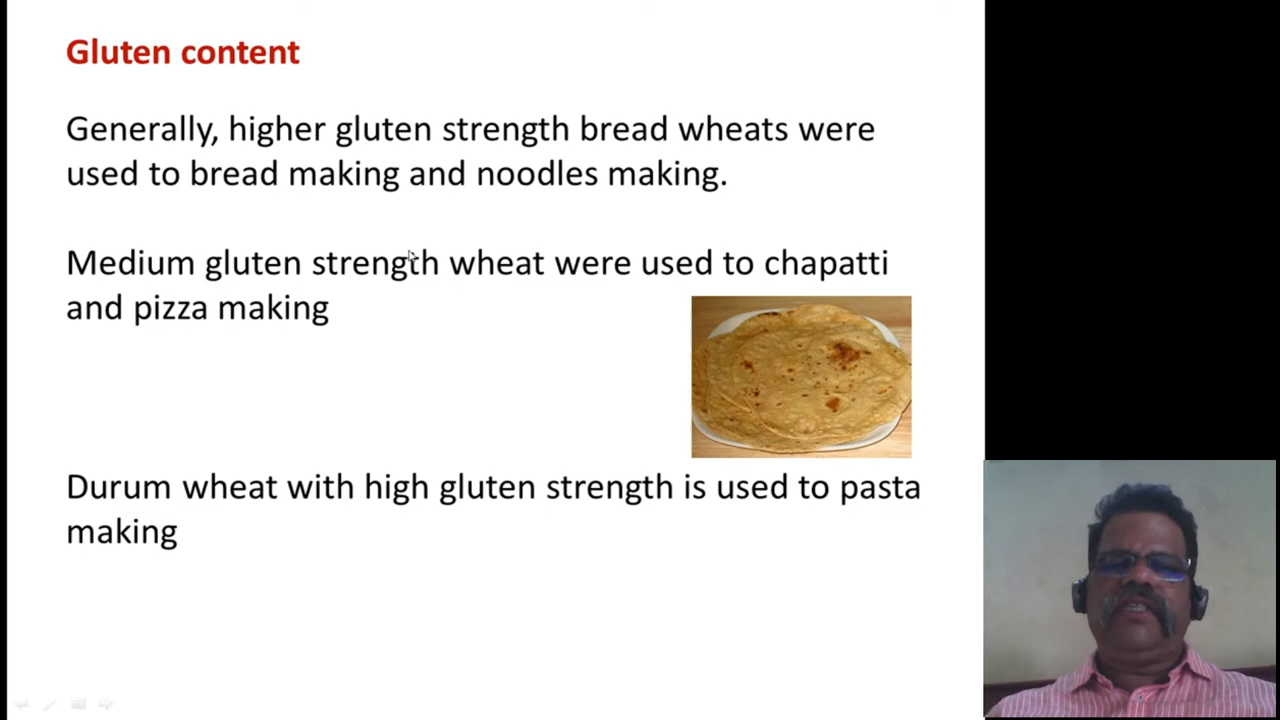 Gluten content
Generally, higher gluten strength bread wheats were
used to bread making and noodles making.
Medium gluten strength wheat were used to chapatti
and pizza making
Durum wheat with high gluten strength is used to pasta
making